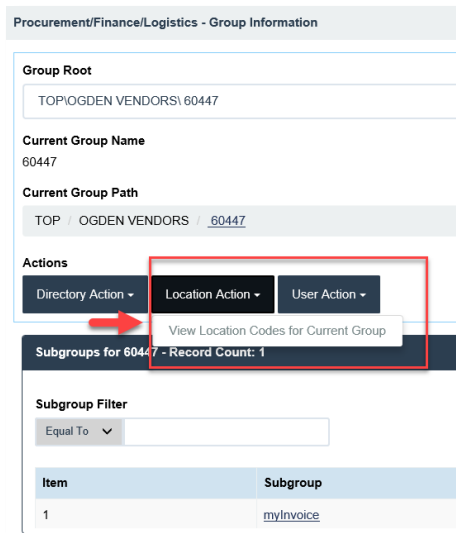 Procurement/Finance/Logistics - Group Information
Group Root
TOP\OGDEN VENDORS\ 60447
Current Group Name
60447
Current Group Path
TOP / OGDEN VENDORS / 60447
Actions
Directory Action Location Action User Action
View Location Codes for Current Group
Subgroups for 60447 - Record Count: 1
Subgroup Filter
Equal To
Item Subgroup
1 myInvoice